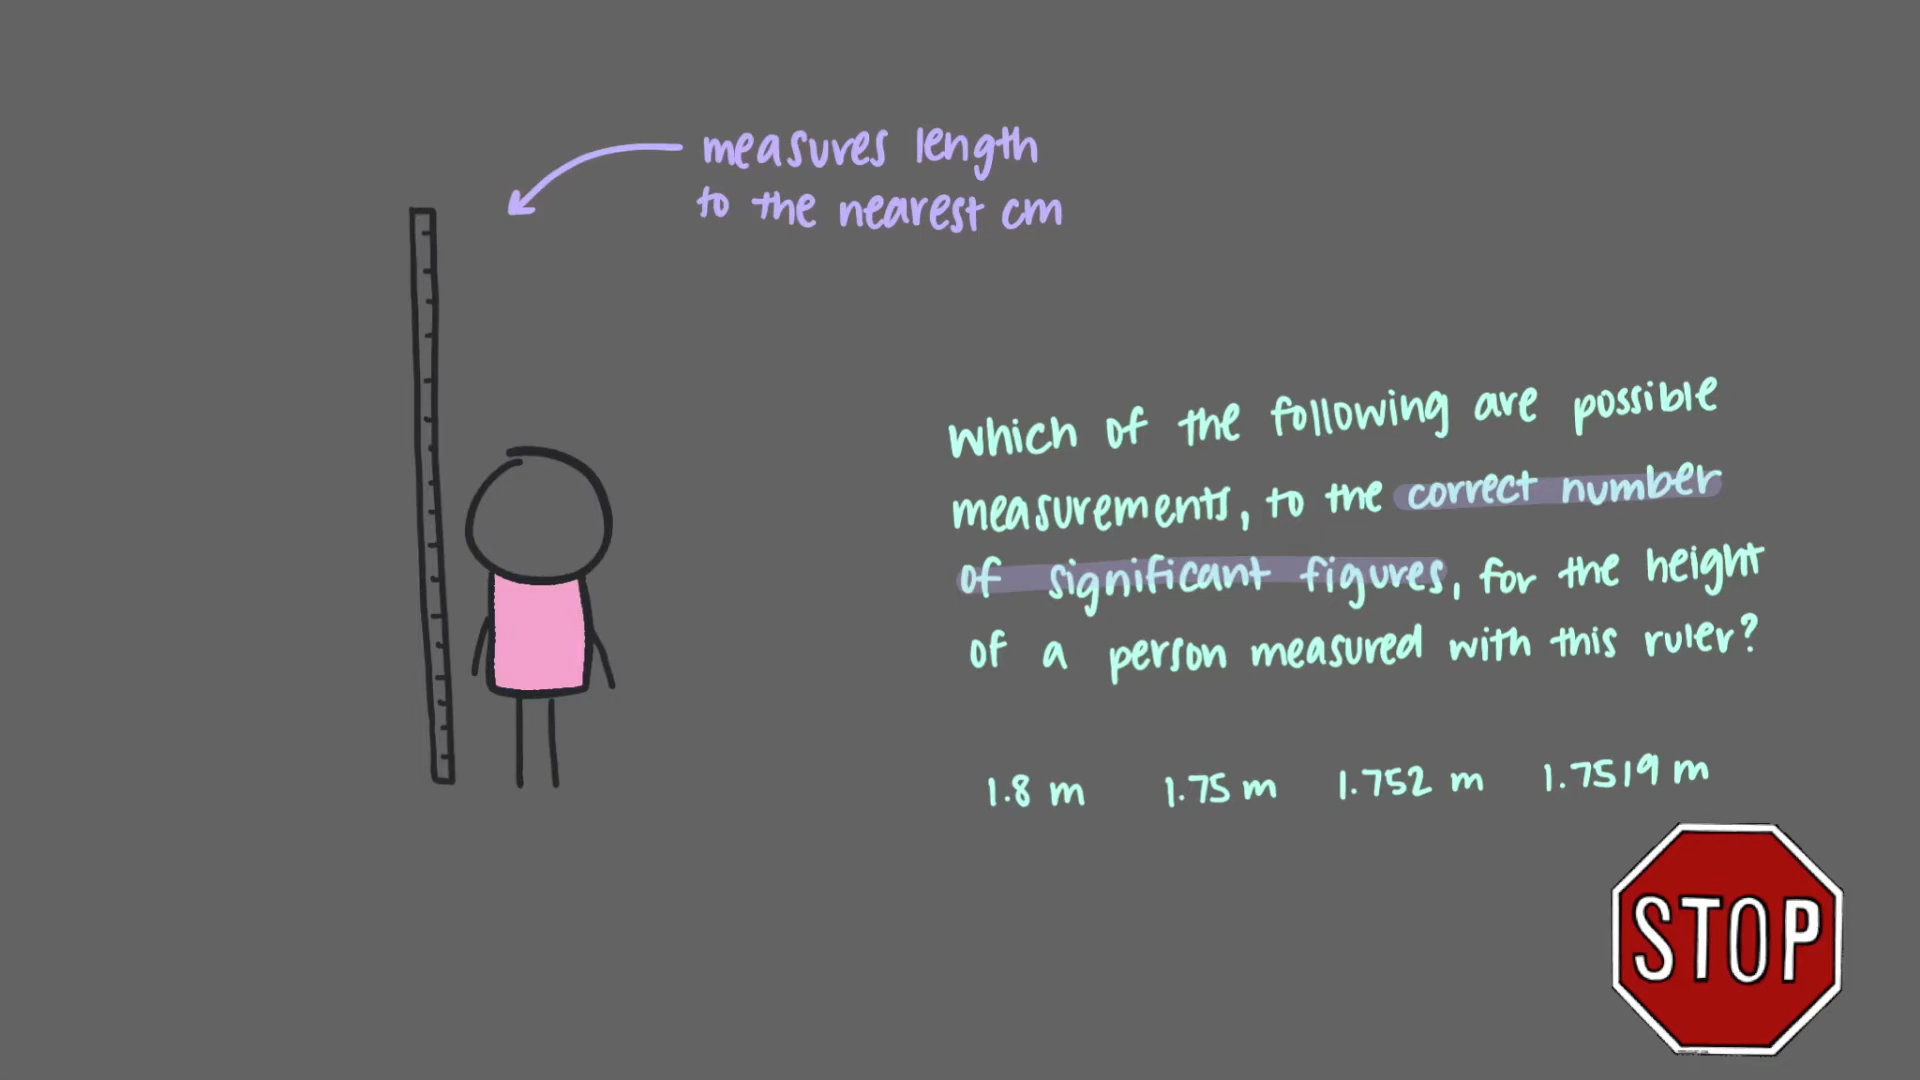 measures length
to the nearest cm
Which of the following are possible
measurements, to the correct number
of significant figures, for the height
of a person measured with this ruler?
1.8 m 1.75 m 1.752 m 1.7519 m
STOP